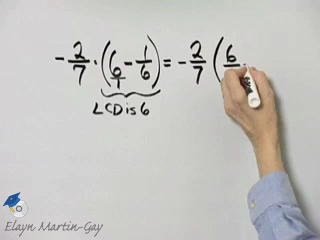 -2/7 · (6/1 - 1/6) = -2/7 (6/
LCD is 6
Elayn Martin-Gay